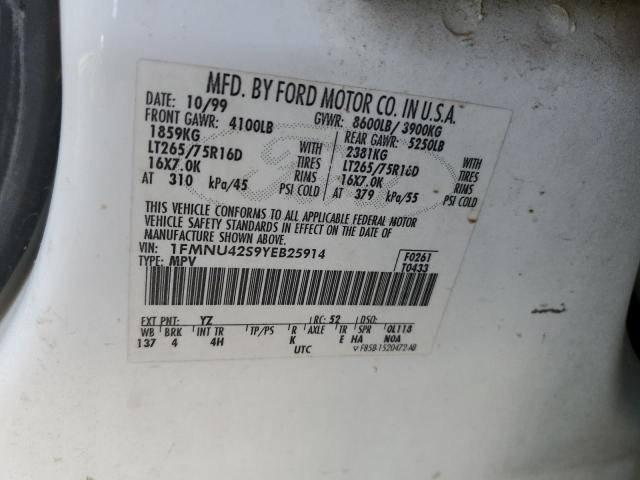 MFD. BY FORD MOTOR CO. IN U.S.A.
DATE: 10/99 GVWR: 8600LB/ 3900KG
FRONT GAWR: 4100LB REAR GAWR: 5250LB
1859KG WITH 2381KG WITH
LT265/75R16D TIRES LT265/75R16D TIRES
16X7.0K RIMS 16X7.0K RIMS
AT 310 kPa/45 PSI COLD AT 379 kPa/55 PSI COLD
THIS VEHICLE CONFORMS TO ALL APPLICABLE FEDERAL MOTOR
VEHICLE SAFETY STANDARDS IN EFFECT ON THE DATE OF
MANUFACTURE SHOWN ABOVE.
VIN: 1FMNU42S9YEB25914 F0261
TYPE: MPV T0433
EXT PNT: YZ RC: 52 DSO:
WB BRK INT TR TP/PS R AXLE TR SPR 0L118
137 4 4H K E HA N0A
UTC F85B-1520472-AB